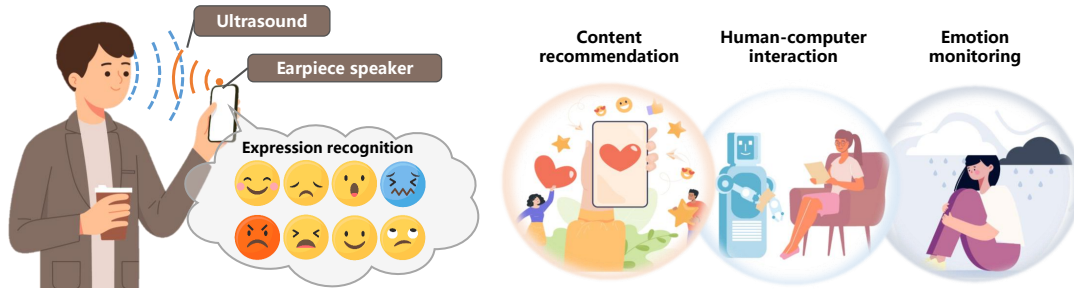 Ultrasound
Earpiece speaker
Expression recognition
Content
recommendation
Human-computer
interaction
Emotion
monitoring